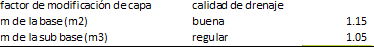 factor de modificación de capa calidad de drenaje
m de la base (m2) buena 1.15
m de la sub base (m3) regular 1.05